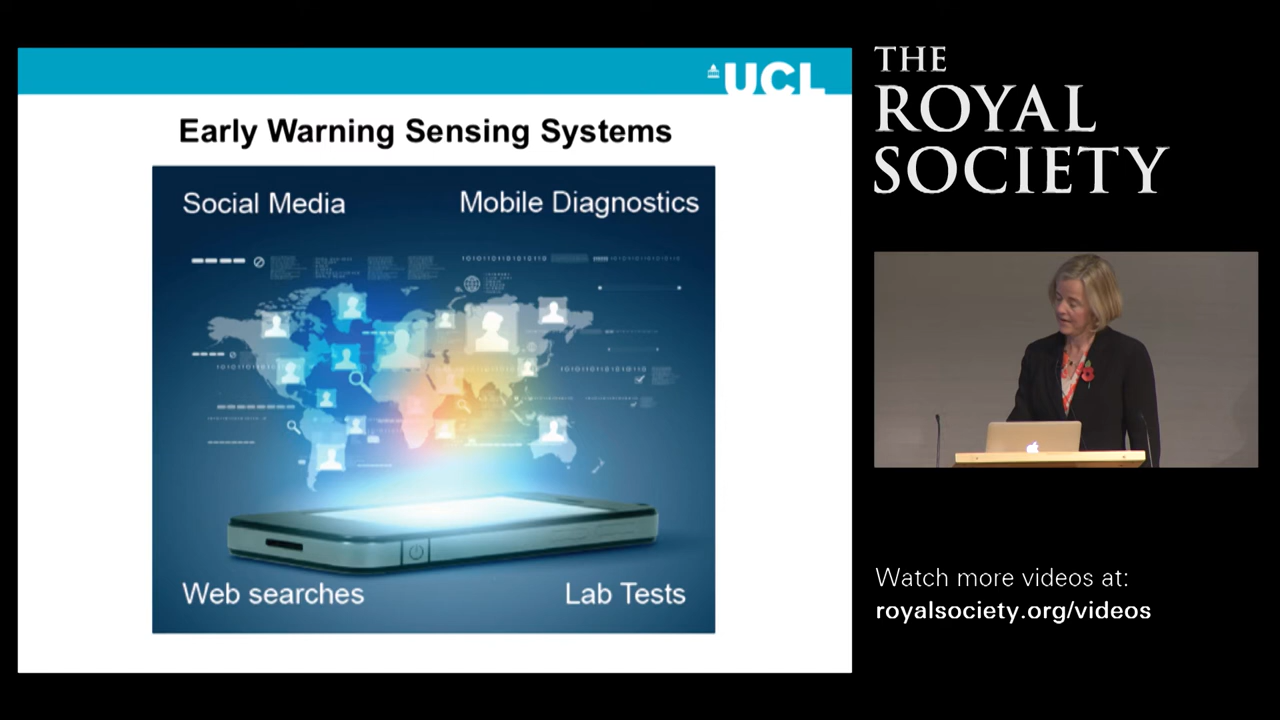 UCL
Early Warning Sensing Systems
Social Media
Mobile Diagnostics
Web searches
Lab Tests
THE
ROYAL
SOCIETY
Watch more videos at:
royalsociety.org/videos